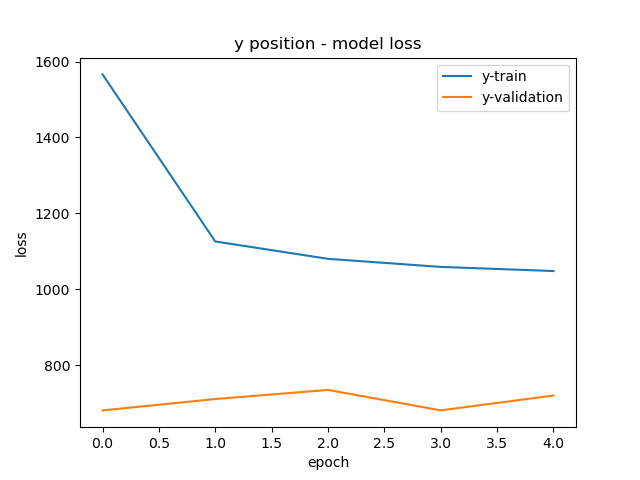 y position - model loss
1600
1400
1200
1000
800
loss
y-train
y-validation
0.0 0.5 1.0 1.5 2.0 2.5 3.0 3.5 4.0
epoch